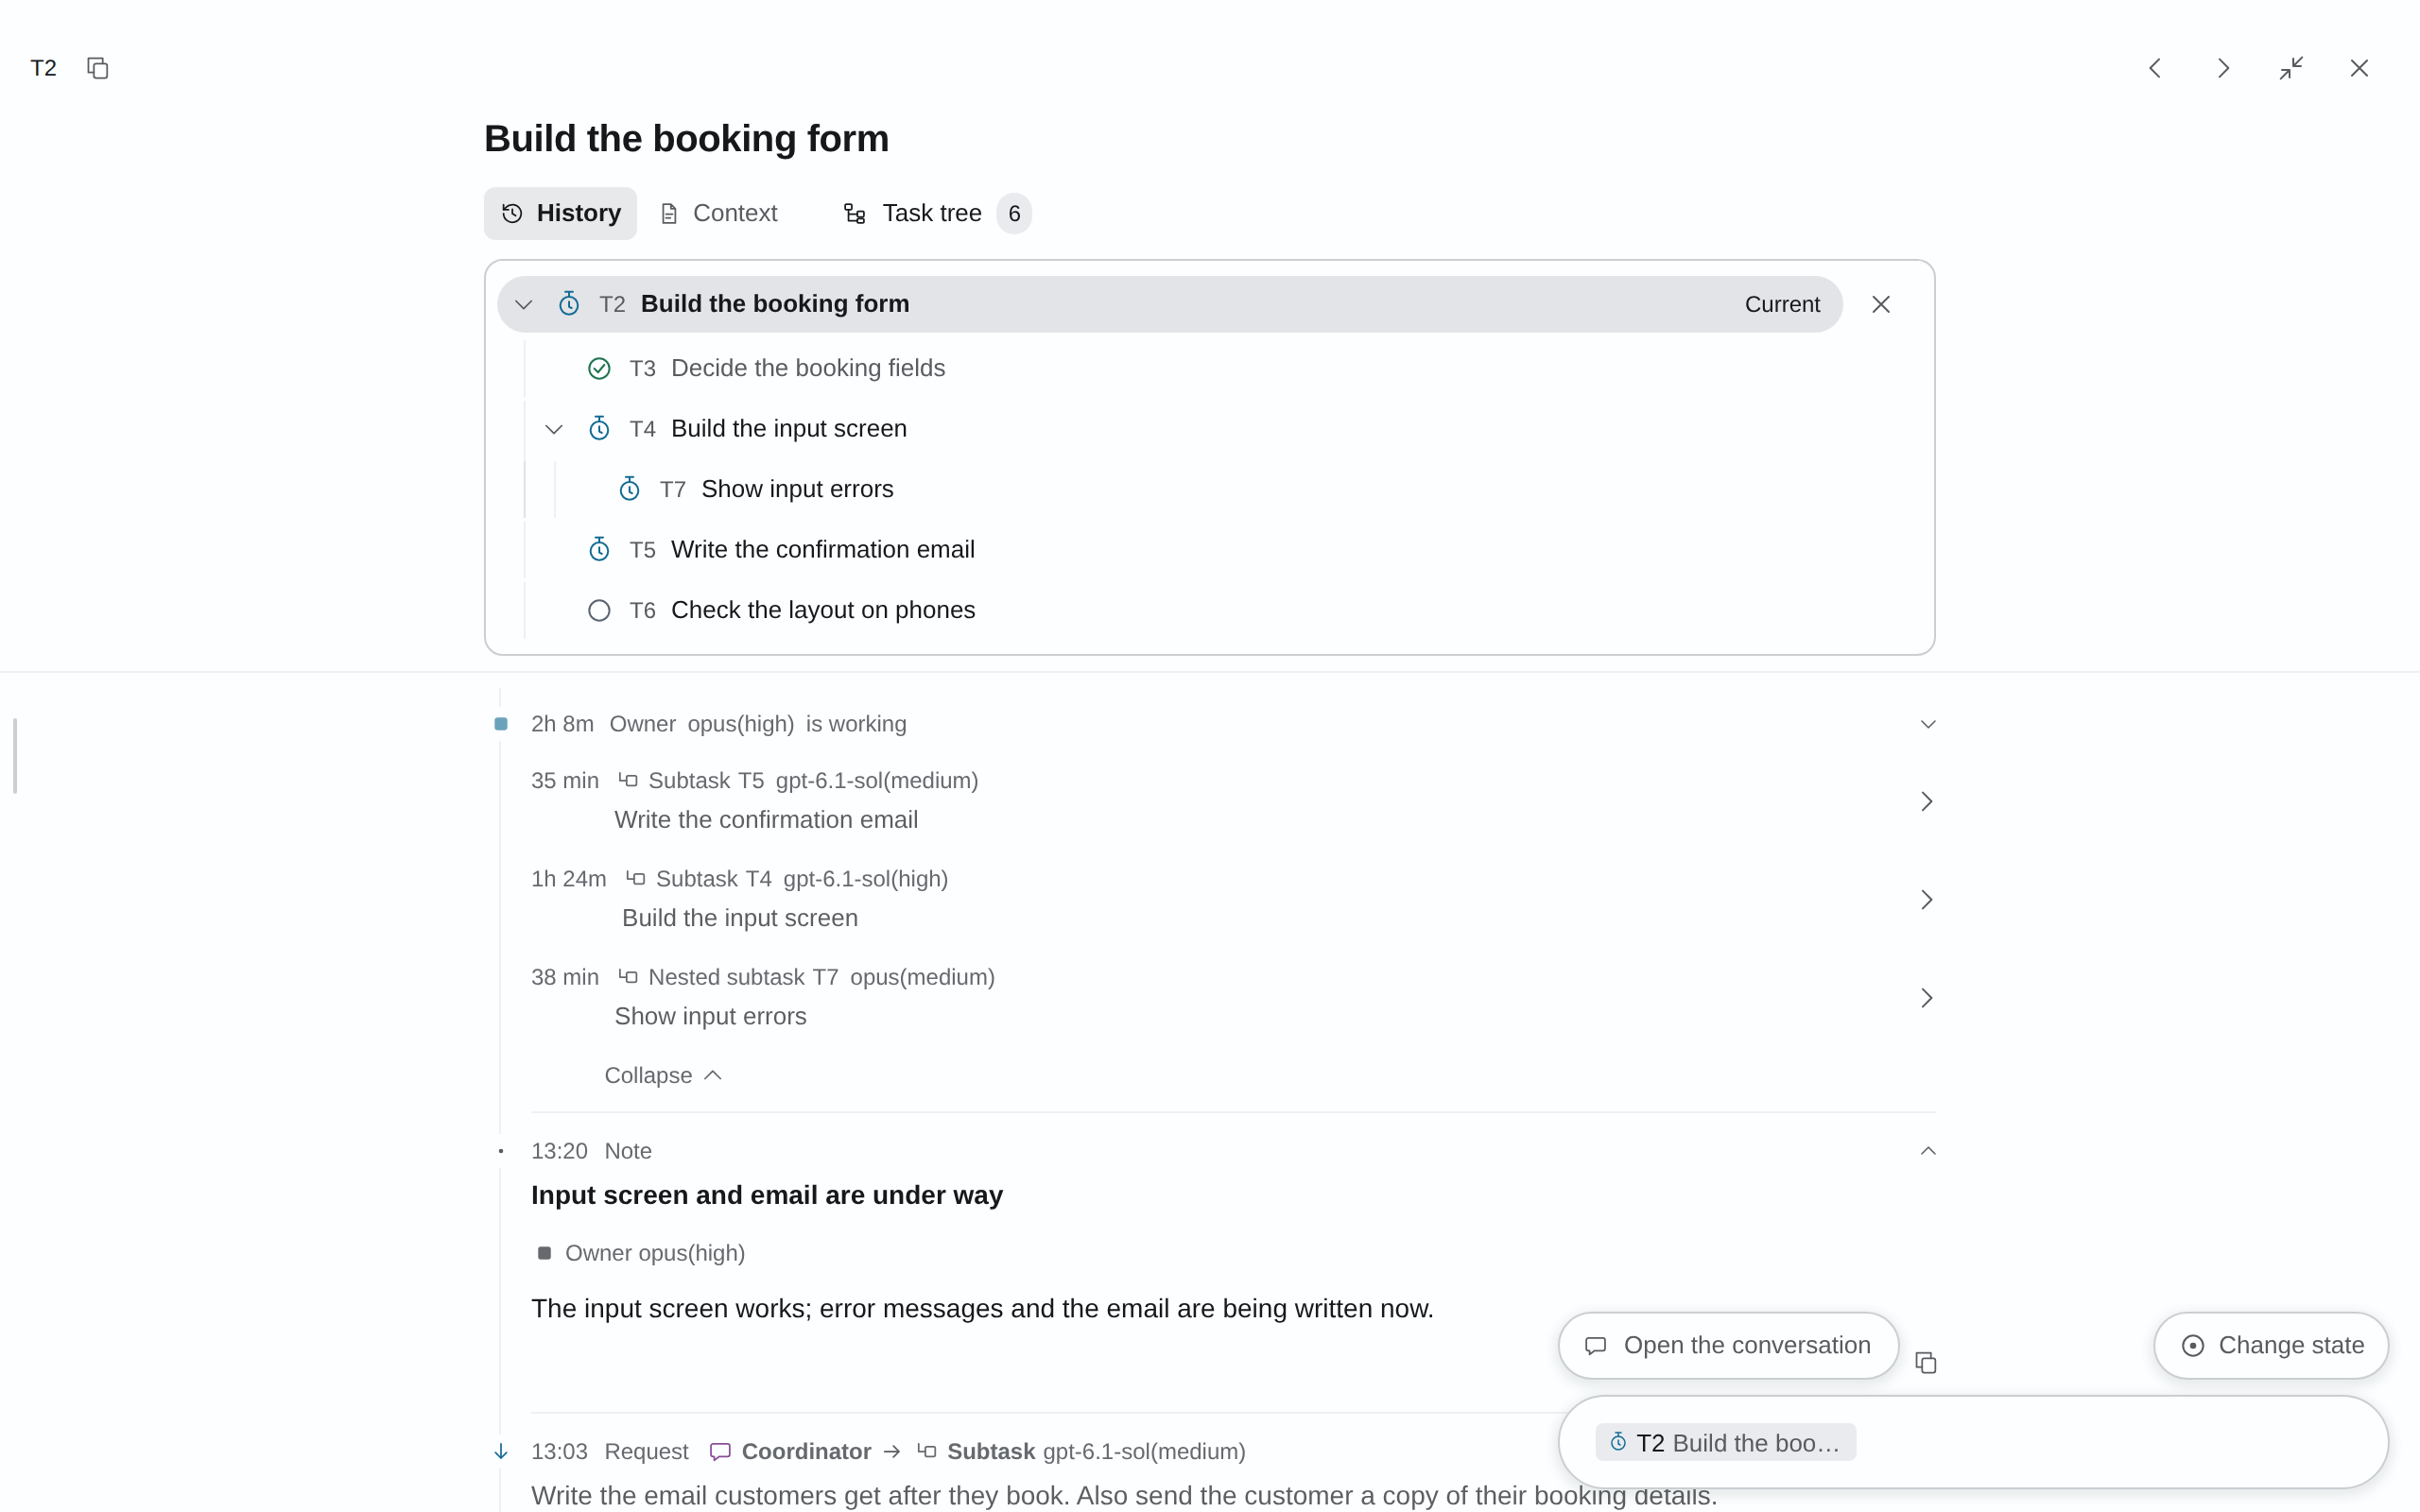 T2
Build the booking form
History Context Task tree 6
T2 Build the booking form Current
T3 Decide the booking fields
T4 Build the input screen
T7 Show input errors
T5 Write the confirmation email
T6 Check the layout on phones
2h 8m Owner opus(high) is working
35 min Subtask T5 gpt-6.1-sol(medium)
Write the confirmation email
1h 24m Subtask T4 gpt-6.1-sol(high)
Build the input screen
38 min Nested subtask T7 opus(medium)
Show input errors
Collapse
13:20 Note
Input screen and email are under way
Owner opus(high)
The input screen works; error messages and the email are being written now.
Open the conversation
Change state
T2 Build the boo…
13:03 Request Coordinator → Subtask gpt-6.1-sol(medium)
Write the email customers get after they book. Also send the customer a copy of their booking details.